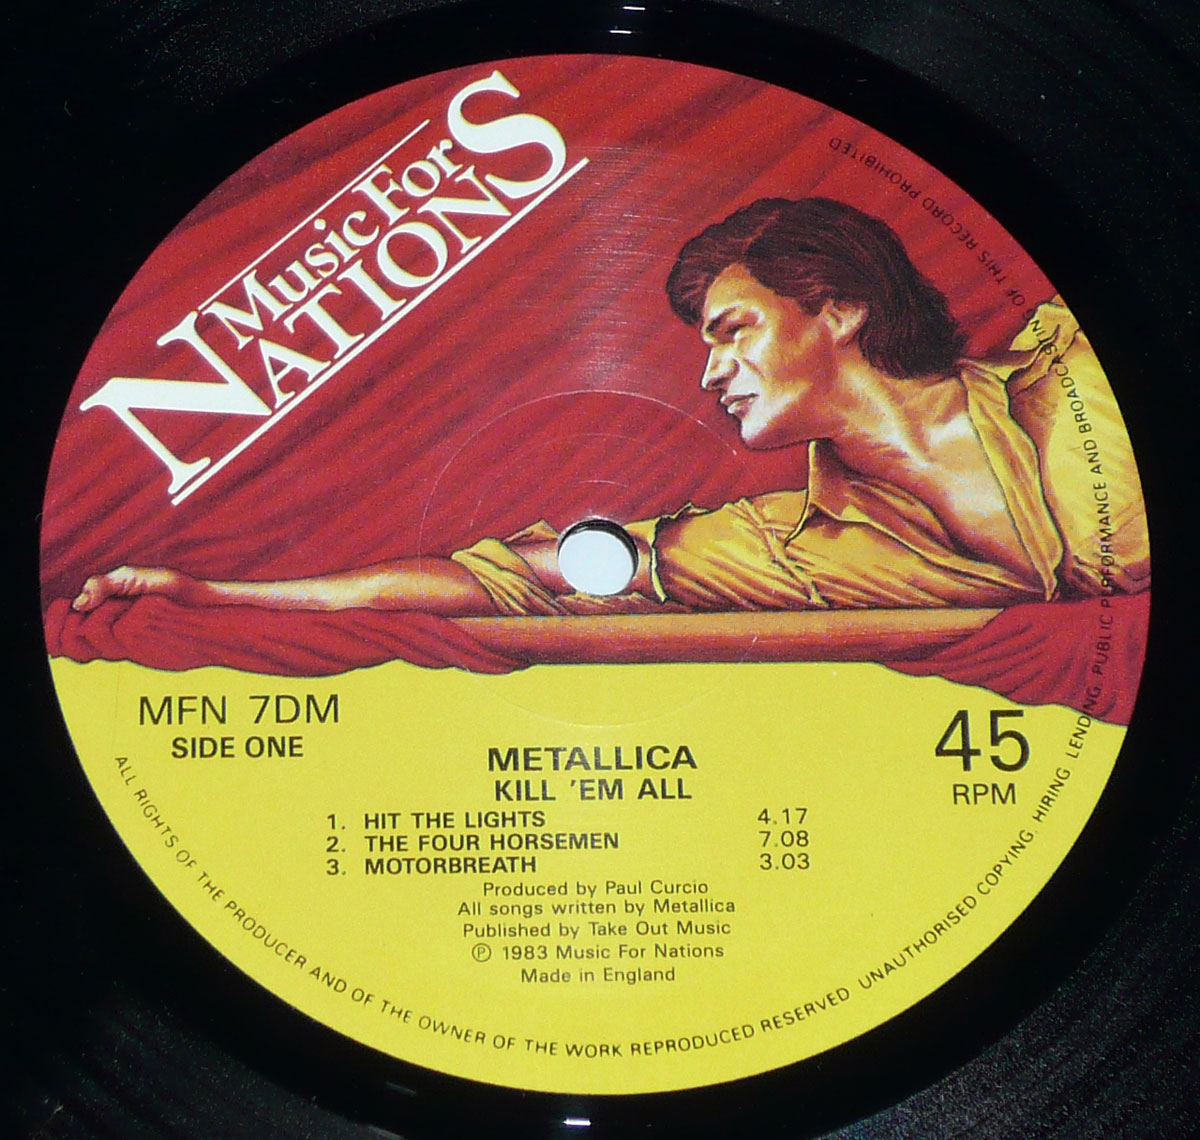 Music For
NATIONS
MFN 7DM
SIDE ONE
45
RPM
METALLICA
KILL 'EM ALL
1. HIT THE LIGHTS 4.17
2. THE FOUR HORSEMEN 7.08
3. MOTORBREATH 3.03
Produced by Paul Curcio
All songs written by Metallica
Published by Take Out Music
℗ 1983 Music For Nations
Made in England
ALL RIGHTS OF THE PRODUCER AND OF THE OWNER OF THE WORK REPRODUCED RESERVED UNAUTHORISED COPYING, HIRING, LENDING, PUBLIC PERFORMANCE AND BROADCASTING OF THIS RECORD PROHIBITED